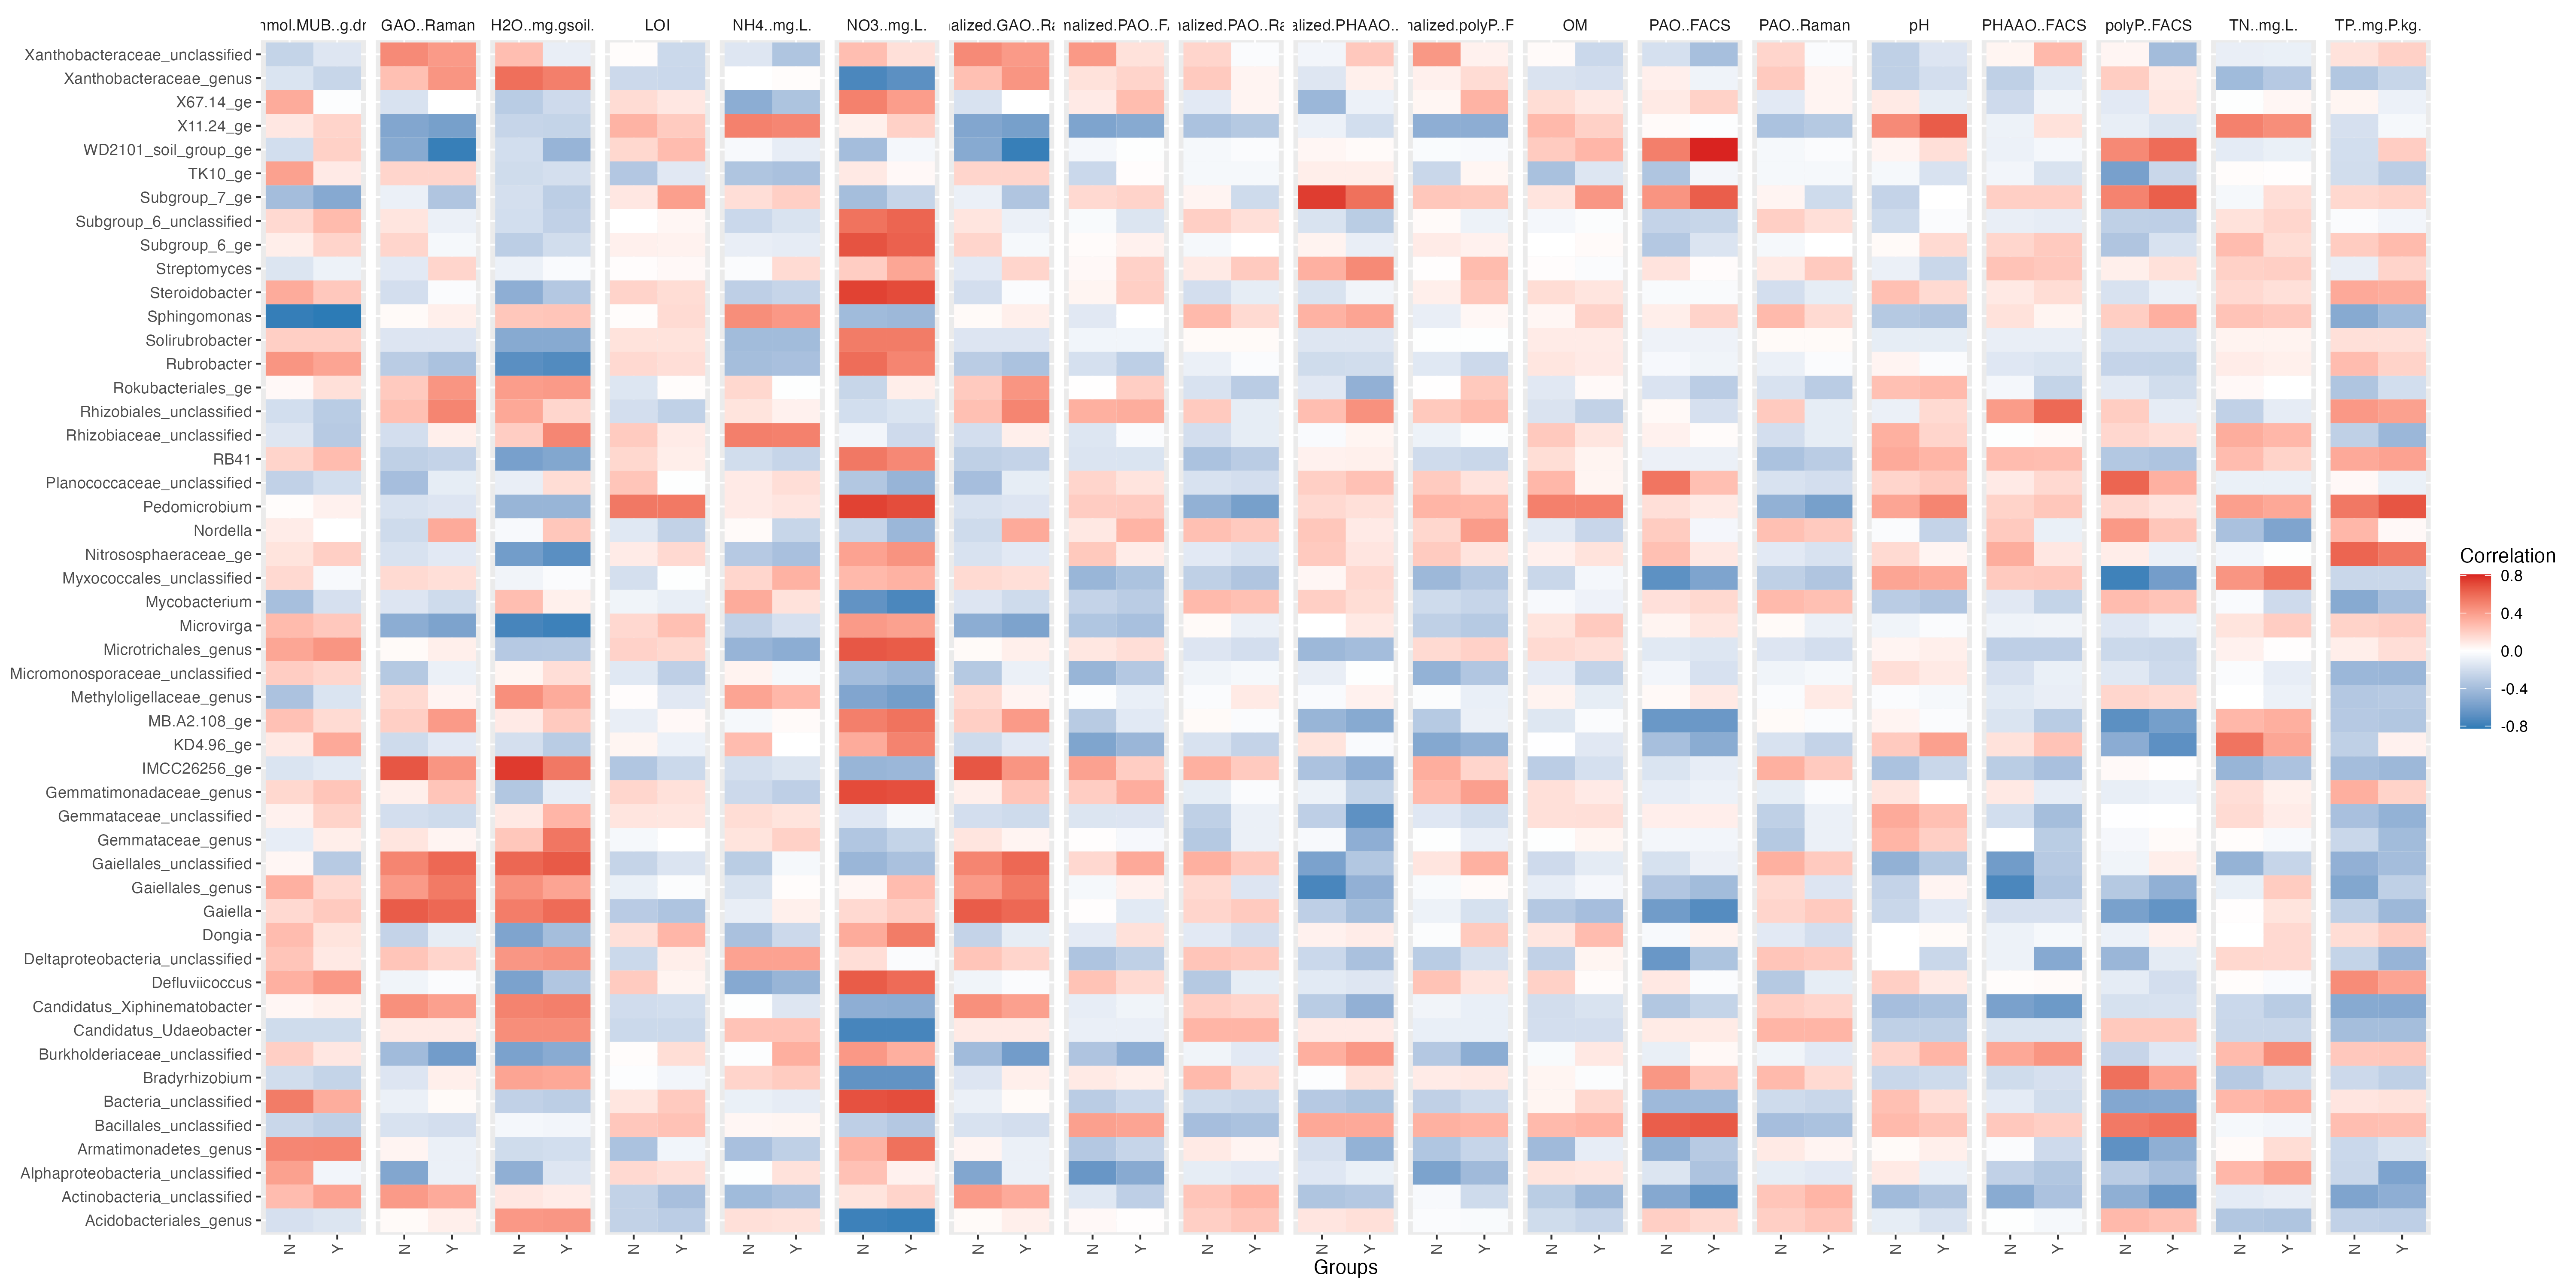 nmol.MUB..g.dr
GAO..Raman
H2O..mg.gsoil.
LOI
NH4..mg.L.
NO3..mg.L.
nalized.GAO..Ra
nalized.PAO..FA
nalized.PAO..Ra
alized.PHAAO..
nalized.polyP..F
OM
PAO..FACS
PAO..Raman
pH
PHAAO..FACS
polyP..FACS
TN..mg.L.
TP..mg.P.kg.
Xanthobacteraceae_unclassified
Xanthobacteraceae_genus
X67.14_ge
X11.24_ge
WD2101_soil_group_ge
TK10_ge
Subgroup_7_ge
Subgroup_6_unclassified
Subgroup_6_ge
Streptomyces
Steroidobacter
Sphingomonas
Solirubrobacter
Rubrobacter
Rokubacteriales_ge
Rhizobiales_unclassified
Rhizobiaceae_unclassified
RB41
Planococcaceae_unclassified
Pedomicrobium
Nordella
Nitrososphaeraceae_ge
Myxococcales_unclassified
Mycobacterium
Microvirga
Microtrichales_genus
Micromonosporaceae_unclassified
Methyloligellaceae_genus
MB.A2.108_ge
KD4.96_ge
IMCC26256_ge
Gemmatimonadaceae_genus
Gemmataceae_unclassified
Gemmataceae_genus
Gaiellales_unclassified
Gaiellales_genus
Gaiella
Dongia
Deltaproteobacteria_unclassified
Defluviicoccus
Candidatus_Xiphinematobacter
Candidatus_Udaeobacter
Burkholderiaceae_unclassified
Bradyrhizobium
Bacteria_unclassified
Bacillales_unclassified
Armatimonadetes_genus
Alphaproteobacteria_unclassified
Actinobacteria_unclassified
Acidobacteriales_genus
N Y N Y N Y N Y N Y N Y N Y N Y N Y N Y N Y N Y N Y N Y N Y N Y N Y N Y N Y
Groups
Correlation
0.8
0.4
0.0
-0.4
-0.8